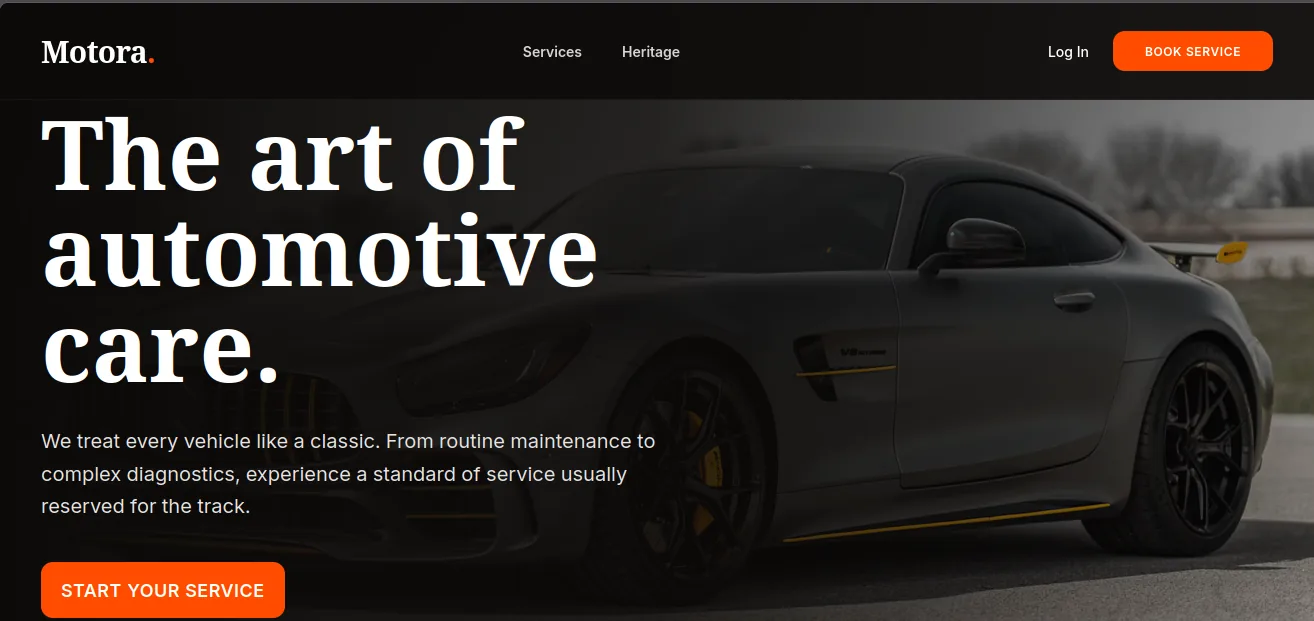 Motora.
Services
Heritage
Log In
BOOK SERVICE
The art of
automotive
care.
We treat every vehicle like a classic. From routine maintenance to
complex diagnostics, experience a standard of service usually
reserved for the track.
START YOUR SERVICE